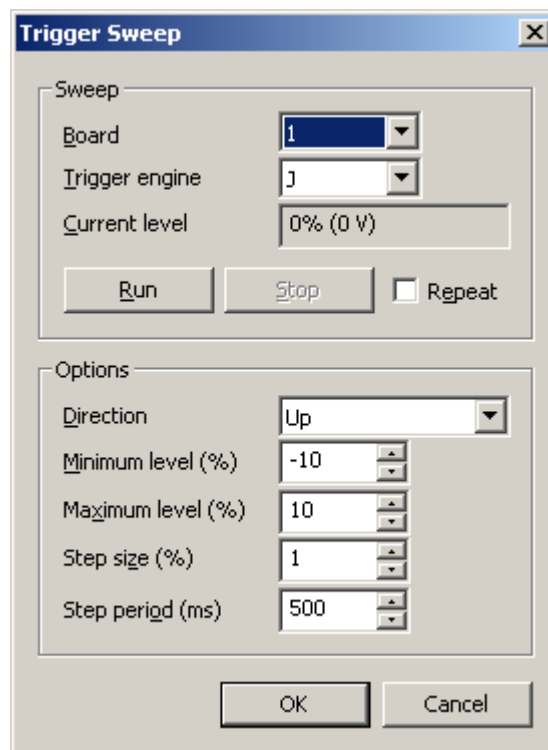 Trigger Sweep
Sweep
Board 1
Trigger engine J
Current level 0% (0 V)
Run Stop Repeat
Options
Direction Up
Minimum level (%) -10
Maximum level (%) 10
Step size (%) 1
Step period (ms) 500
OK Cancel